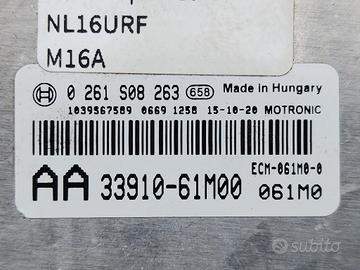 NL16URF
M16A
BOSCH 0 261 S08 263 658 Made in Hungary
1039S67589 0669 1258 15-10-20 MOTRONIC
ECM-061M0-0
AA 33910-61M00 061M0
subito